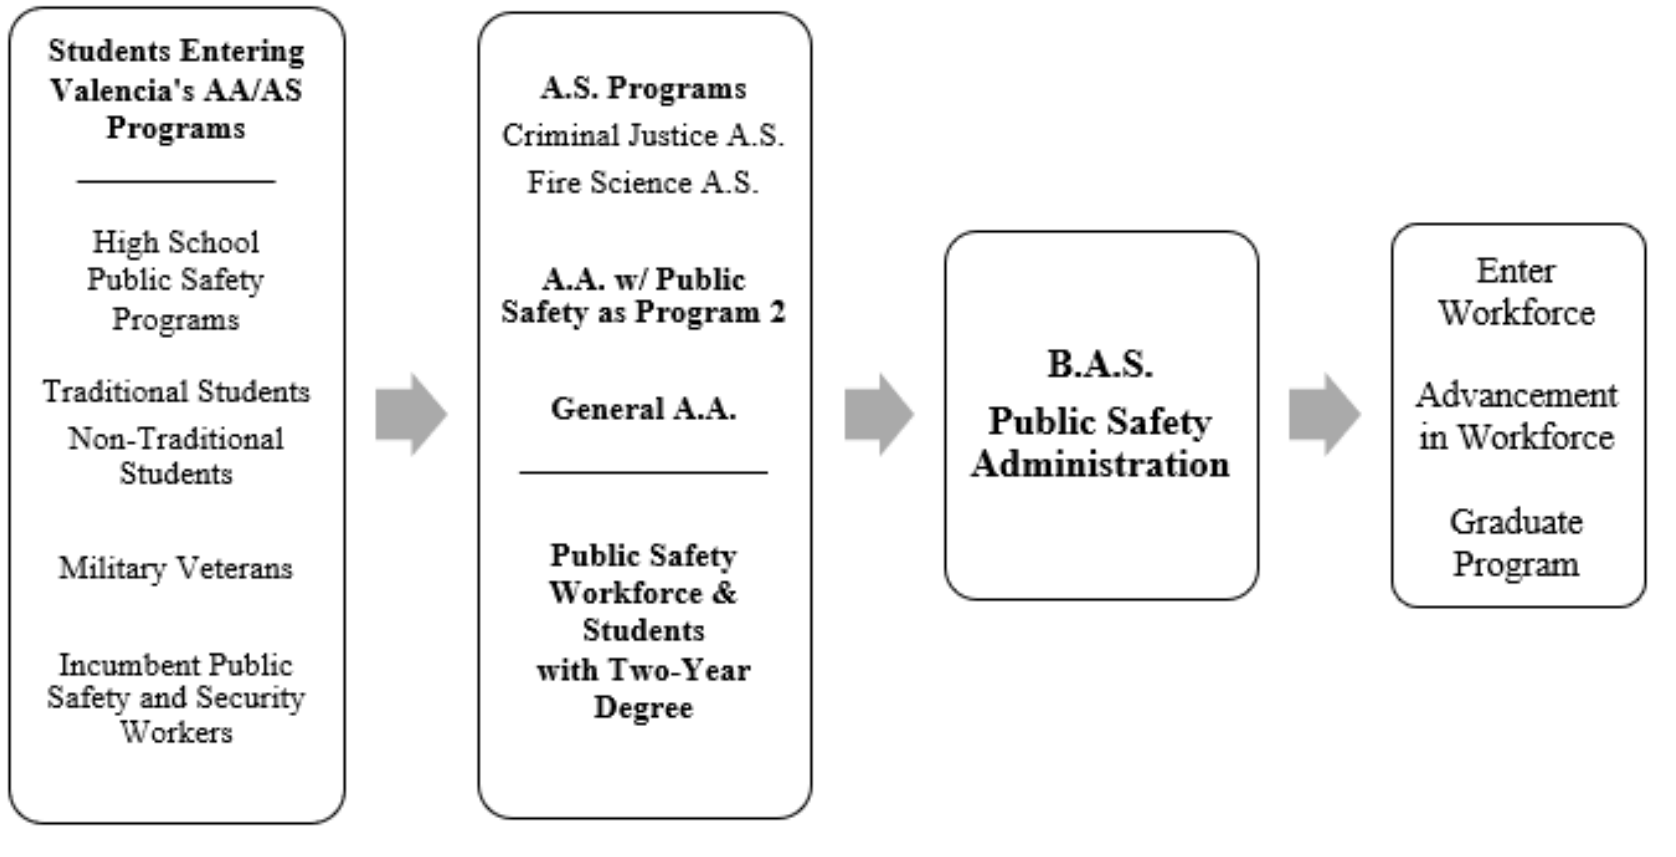 Students Entering
Valencia's AA/AS
Programs
High School
Public Safety
Programs
Traditional Students
Non-Traditional
Students
Military Veterans
Incumbent Public
Safety and Security
Workers
A.S. Programs
Criminal Justice A.S.
Fire Science A.S.
A.A. w/ Public
Safety as Program 2
General A.A.
Public Safety
Workforce &
Students
with Two-Year
Degree
B.A.S.
Public Safety
Administration
Enter
Workforce
Advancement
in Workforce
Graduate
Program